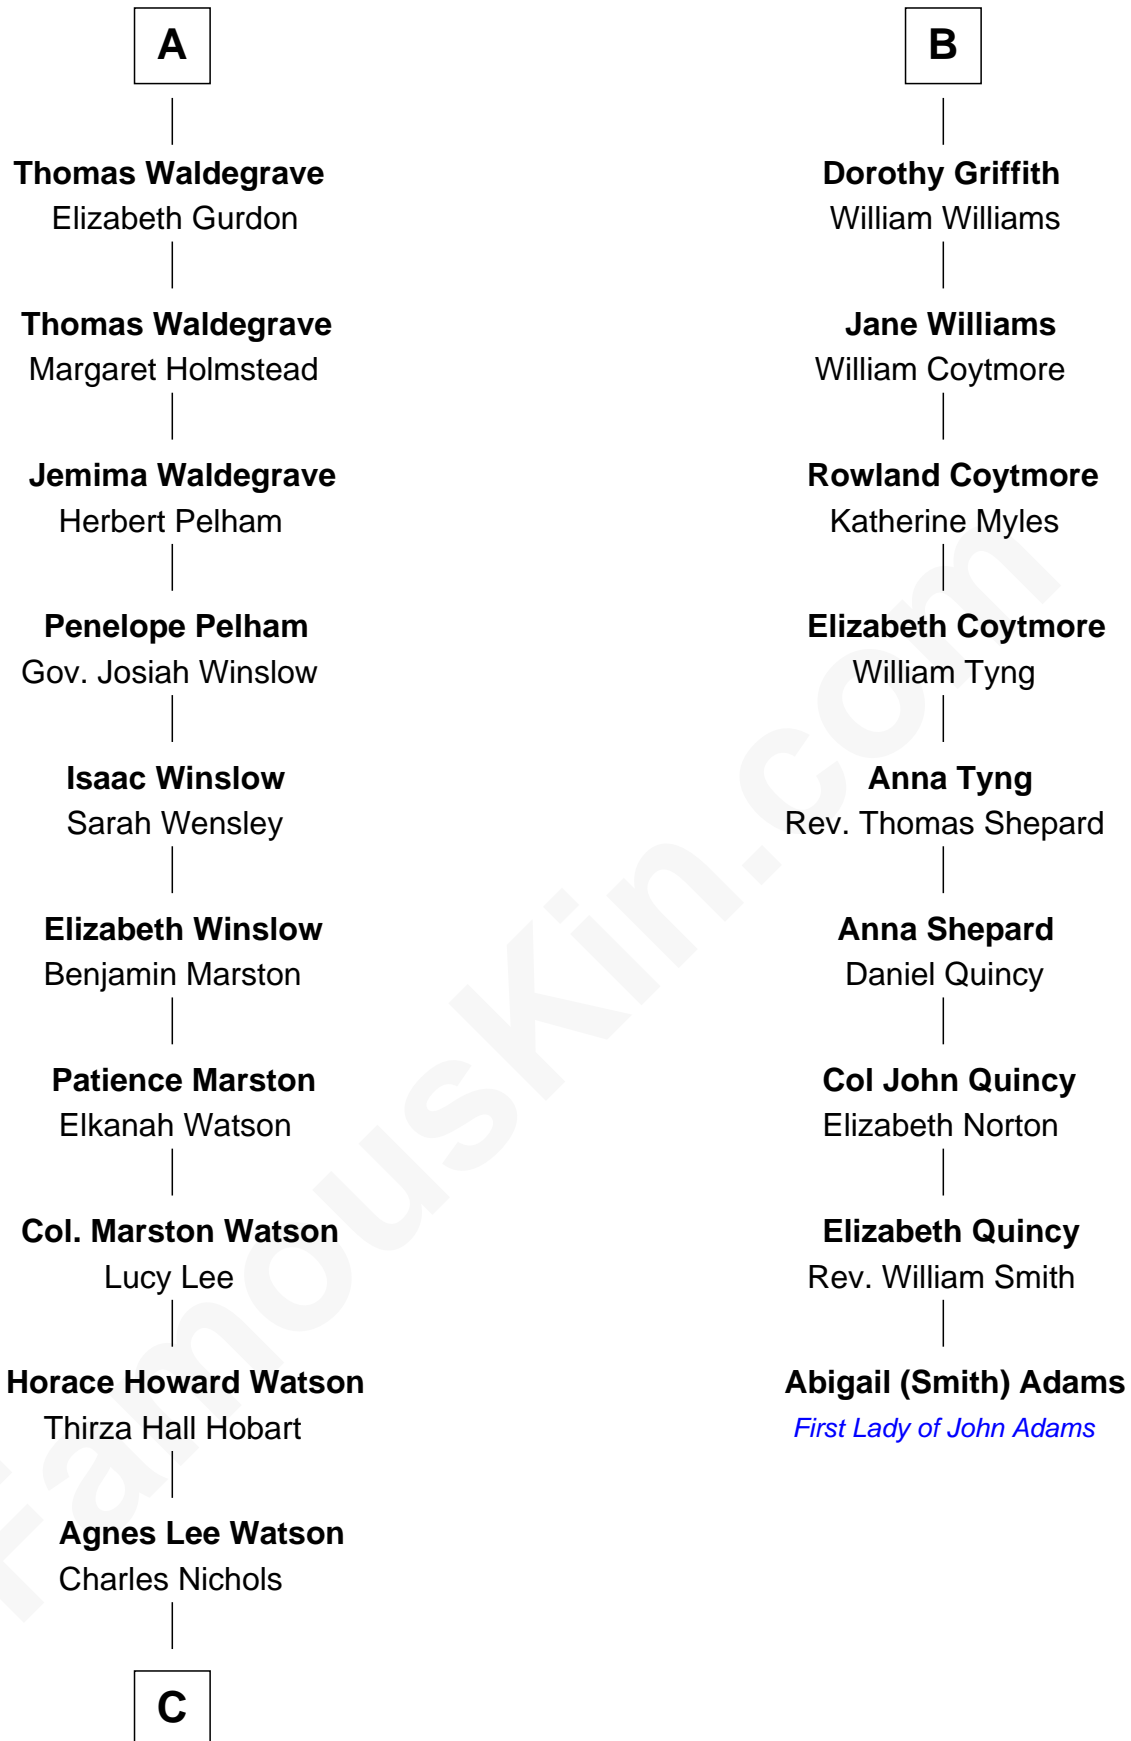 A
Thomas Waldegrave
Elizabeth Gurdon
Thomas Waldegrave
Margaret Holmstead
Jemima Waldegrave
Herbert Pelham
Penelope Pelham
Gov. Josiah Winslow
Isaac Winslow
Sarah Wensley
Elizabeth Winslow
Benjamin Marston
Patience Marston
Elkanah Watson
Col. Marston Watson
Lucy Lee
Horace Howard Watson
Thirza Hall Hobart
Agnes Lee Watson
Charles Nichols
C
B
Dorothy Griffith
William Williams
Jane Williams
William Coytmore
Rowland Coytmore
Katherine Myles
Elizabeth Coytmore
William Tyng
Anna Tyng
Rev. Thomas Shepard
Anna Shepard
Daniel Quincy
Col John Quincy
Elizabeth Norton
Elizabeth Quincy
Rev. William Smith
Abigail (Smith) Adams
First Lady of John Adams
FamousKin.com